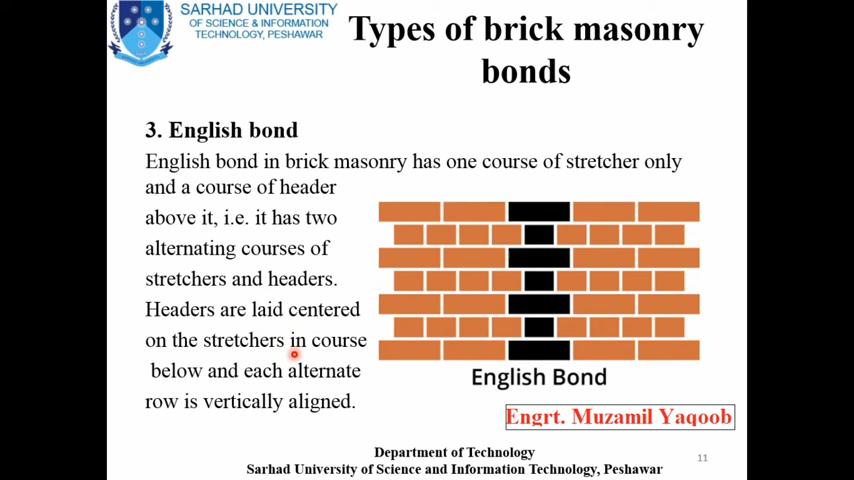 SARHAD UNIVERSITY
OF SCIENCE & INFORMATION
TECHNOLOGY, PESHAWAR
Types of brick masonry
bonds
3. English bond
English bond in brick masonry has one course of stretcher only
and a course of header
above it, i.e. it has two
alternating courses of
stretchers and headers.
Headers are laid centered
on the stretchers in course
below and each alternate
row is vertically aligned.
English Bond
Engrt. Muzamil Yaqoob
Department of Technology
Sarhad University of Science and Information Technology, Peshawar
11